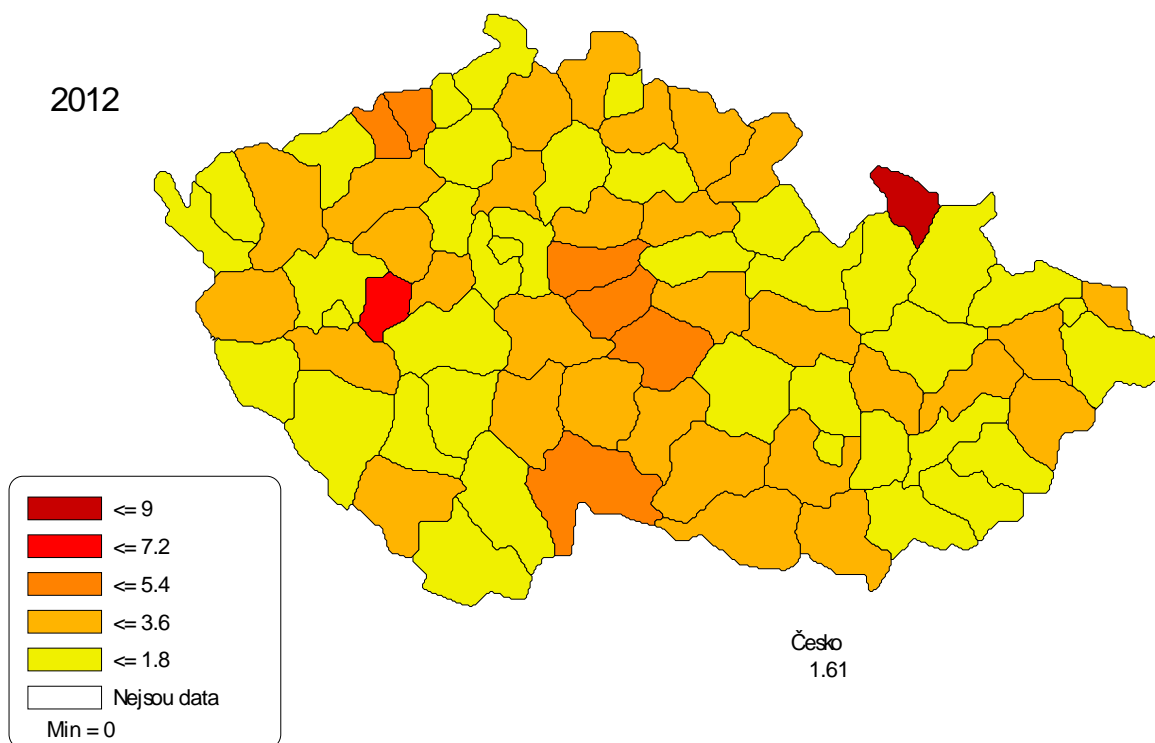 2012
<= 9
<= 7.2
<= 5.4
<= 3.6
<= 1.8
Nejsou data
Min = 0
Česko
1.61